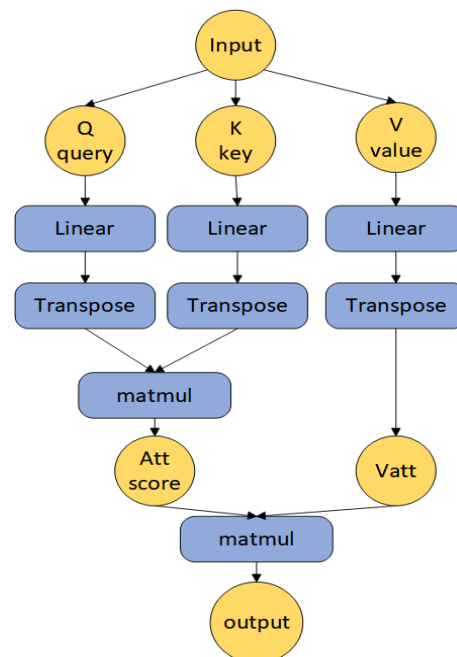 Input
Q
query
K
key
V
value
Linear
Linear
Linear
Transpose
Transpose
Transpose
matmul
Att
score
Vatt
matmul
output